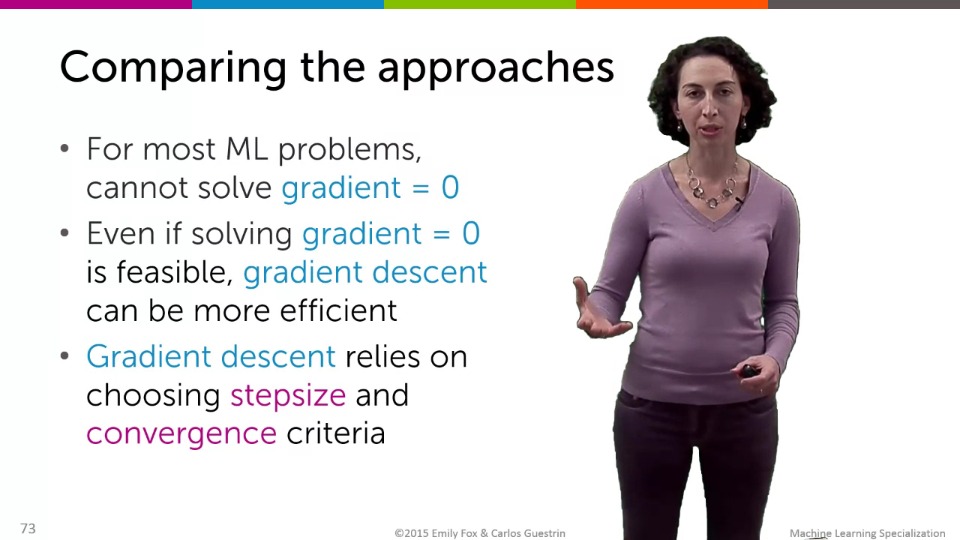 Comparing the approaches
• For most ML problems,
cannot solve gradient = 0
• Even if solving gradient = 0
is feasible, gradient descent
can be more efficient
• Gradient descent relies on
choosing stepsize and
convergence criteria
73
©2015 Emily Fox & Carlos Guestrin
Machine Learning Specialization